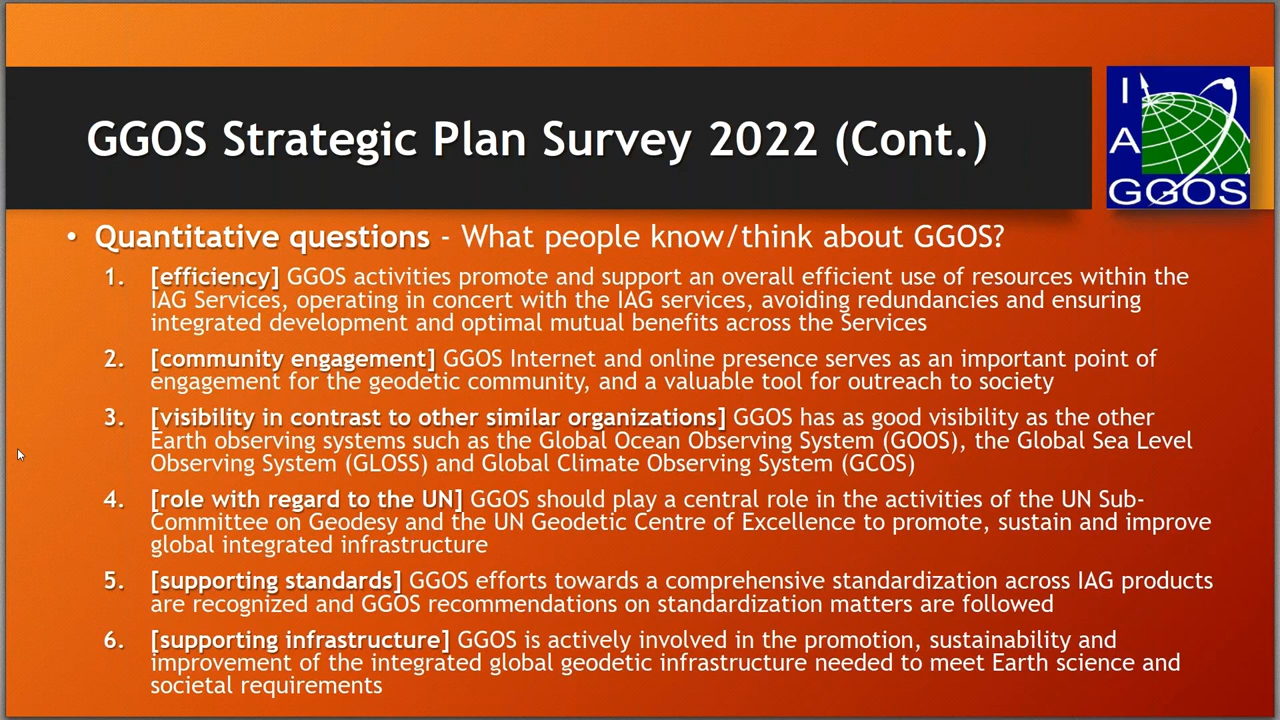 GGOS Strategic Plan Survey 2022 (Cont.)
I
A
GGOS
• Quantitative questions - What people know/think about GGOS?
1. [efficiency] GGOS activities promote and support an overall efficient use of resources within the
IAG Services, operating in concert with the IAG services, avoiding redundancies and ensuring
integrated development and optimal mutual benefits across the Services
2. [community engagement] GGOS Internet and online presence serves as an important point of
engagement for the geodetic community, and a valuable tool for outreach to society
3. [visibility in contrast to other similar organizations] GGOS has as good visibility as the other
Earth observing systems such as the Global Ocean Observing System (GOOS), the Global Sea Level
Observing System (GLOSS) and Global Climate Observing System (GCOS)
4. [role with regard to the UN] GGOS should play a central role in the activities of the UN Sub-
Committee on Geodesy and the UN Geodetic Centre of Excellence to promote, sustain and improve
global integrated infrastructure
5. [supporting standards] GGOS efforts towards a comprehensive standardization across IAG products
are recognized and GGOS recommendations on standardization matters are followed
6. [supporting infrastructure] GGOS is actively involved in the promotion, sustainability and
improvement of the integrated global geodetic infrastructure needed to meet Earth science and
societal requirements